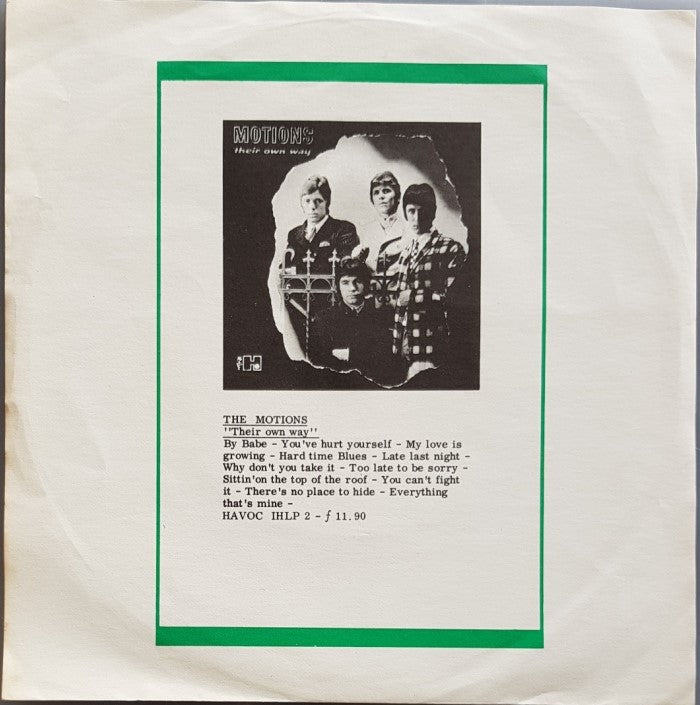 MOTIONS
their own way
H
THE MOTIONS
"Their own way"
By Babe - You've hurt yourself - My love is
growing - Hard time Blues - Late last night -
Why don't you take it - Too late to be sorry -
Sittin'on the top of the roof - You can't fight
it - There's no place to hide - Everything
that's mine -
HAVOC IHLP 2 - ƒ 11.90